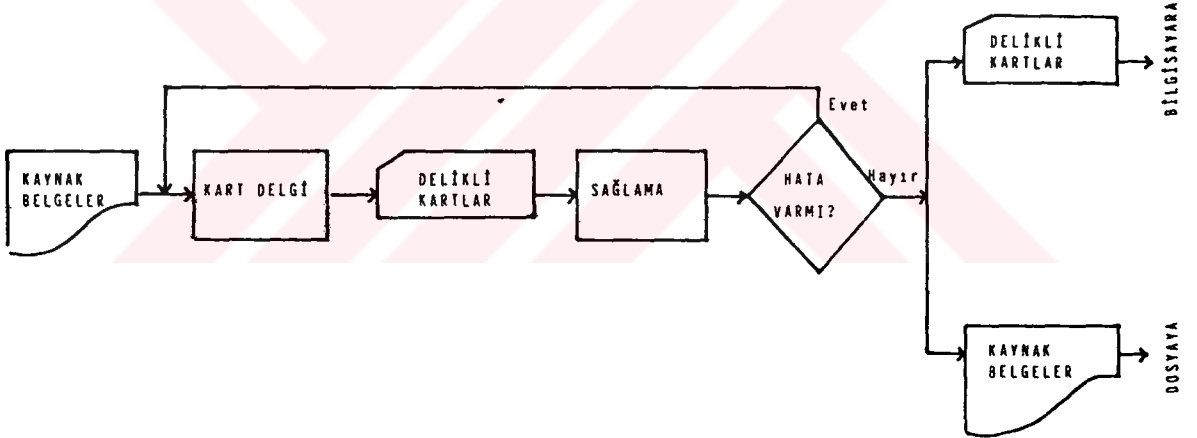 KAYNAK
BELGELER
KART DELGİ
DELİKLİ
KARTLAR
SAĞLAMA
HATA
VARMI?
Evet
Hayır
DELİKLİ
KARTLAR
BİLGİSAYARA
KAYNAK
BELGELER
DOSYAYA